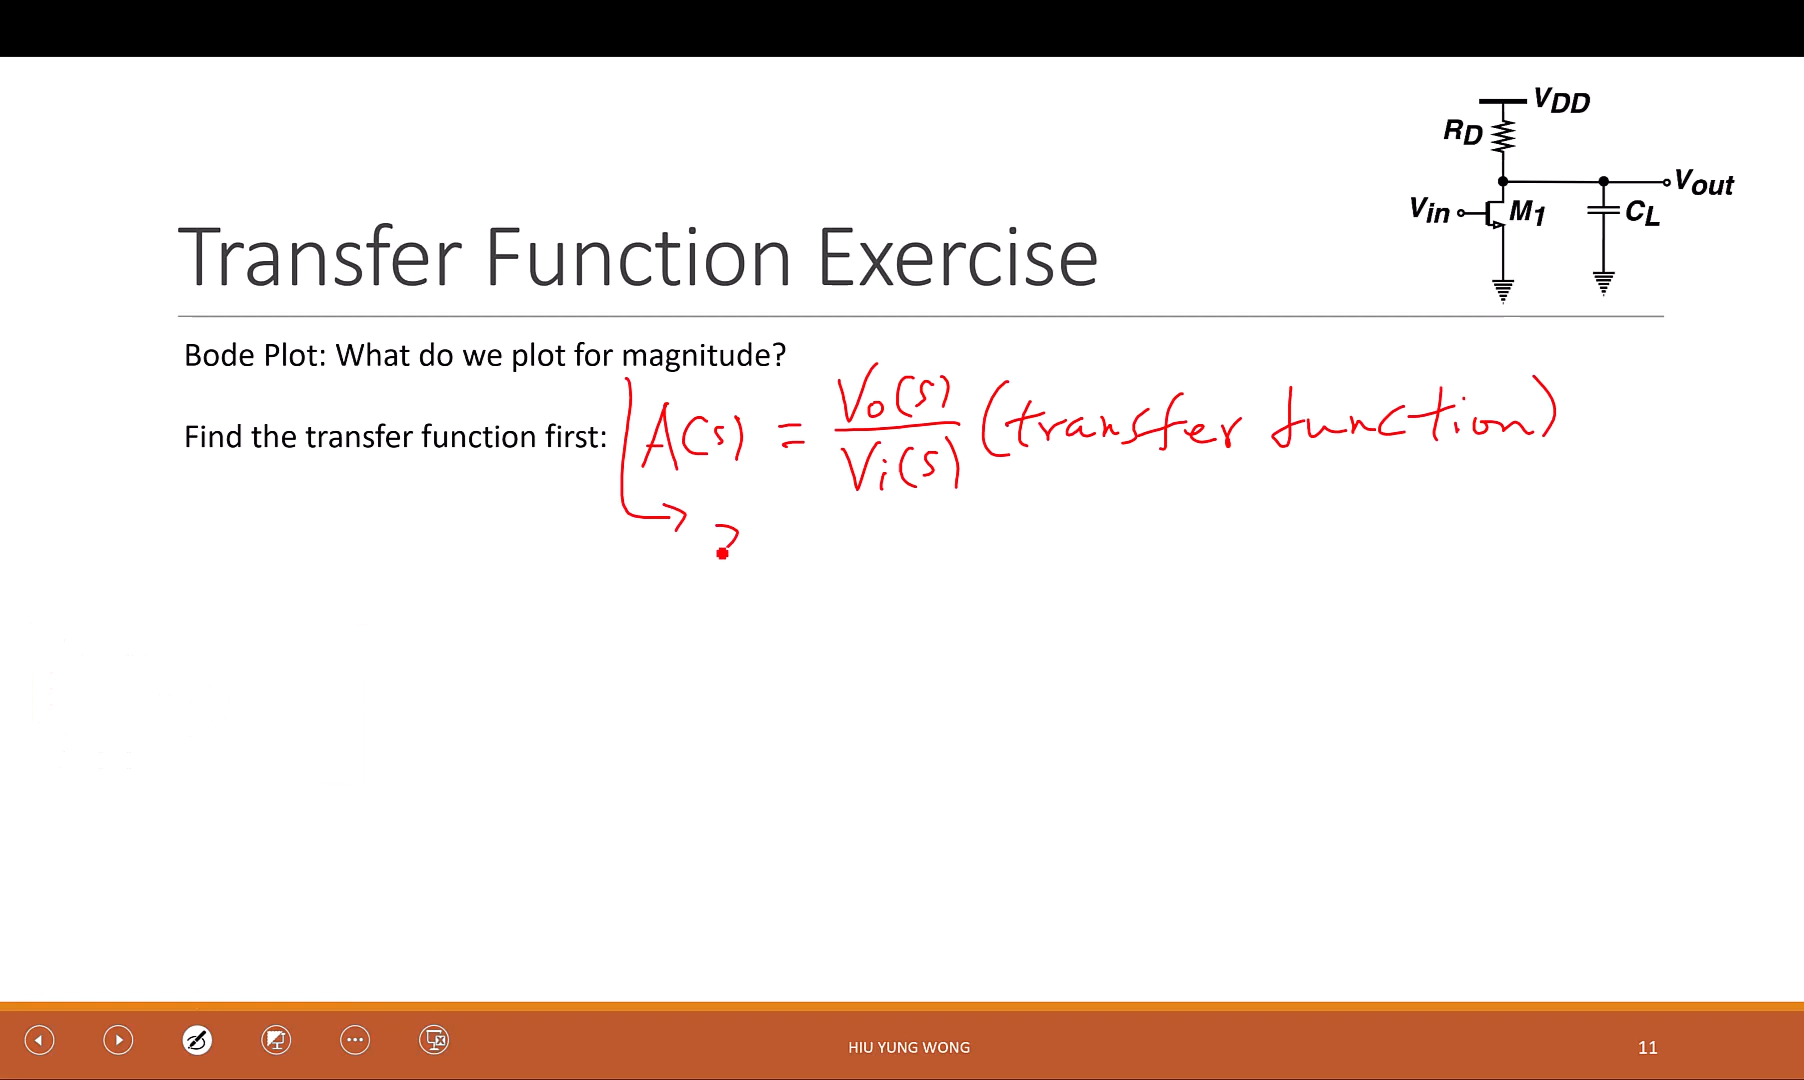 VDD
RD
Vout
Vin
M1
CL
Transfer Function Exercise
Bode Plot: What do we plot for magnitude?
Find the transfer function first:
A(s) = Vo(s) / Vi(s) (transfer function)
?
HIU YUNG WONG
11